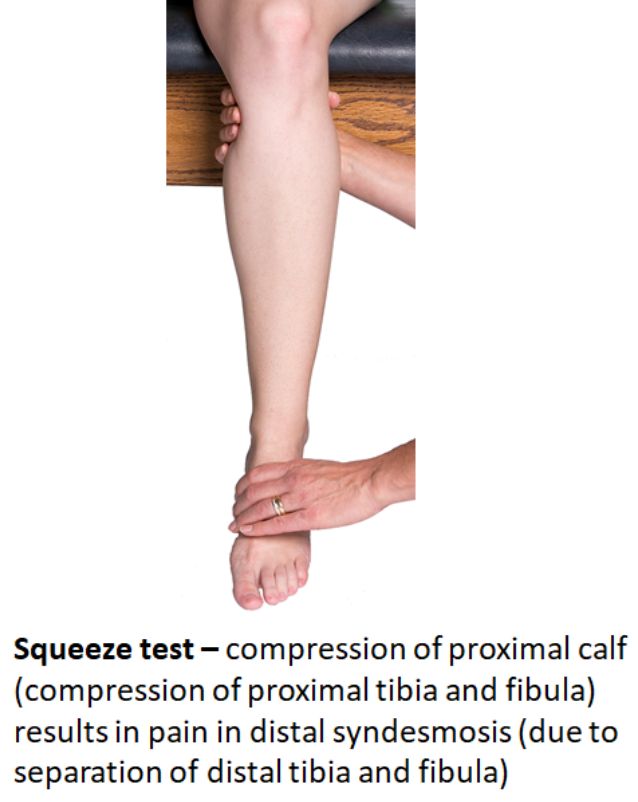 Squeeze test – compression of proximal calf
(compression of proximal tibia and fibula)
results in pain in distal syndesmosis (due to
separation of distal tibia and fibula)